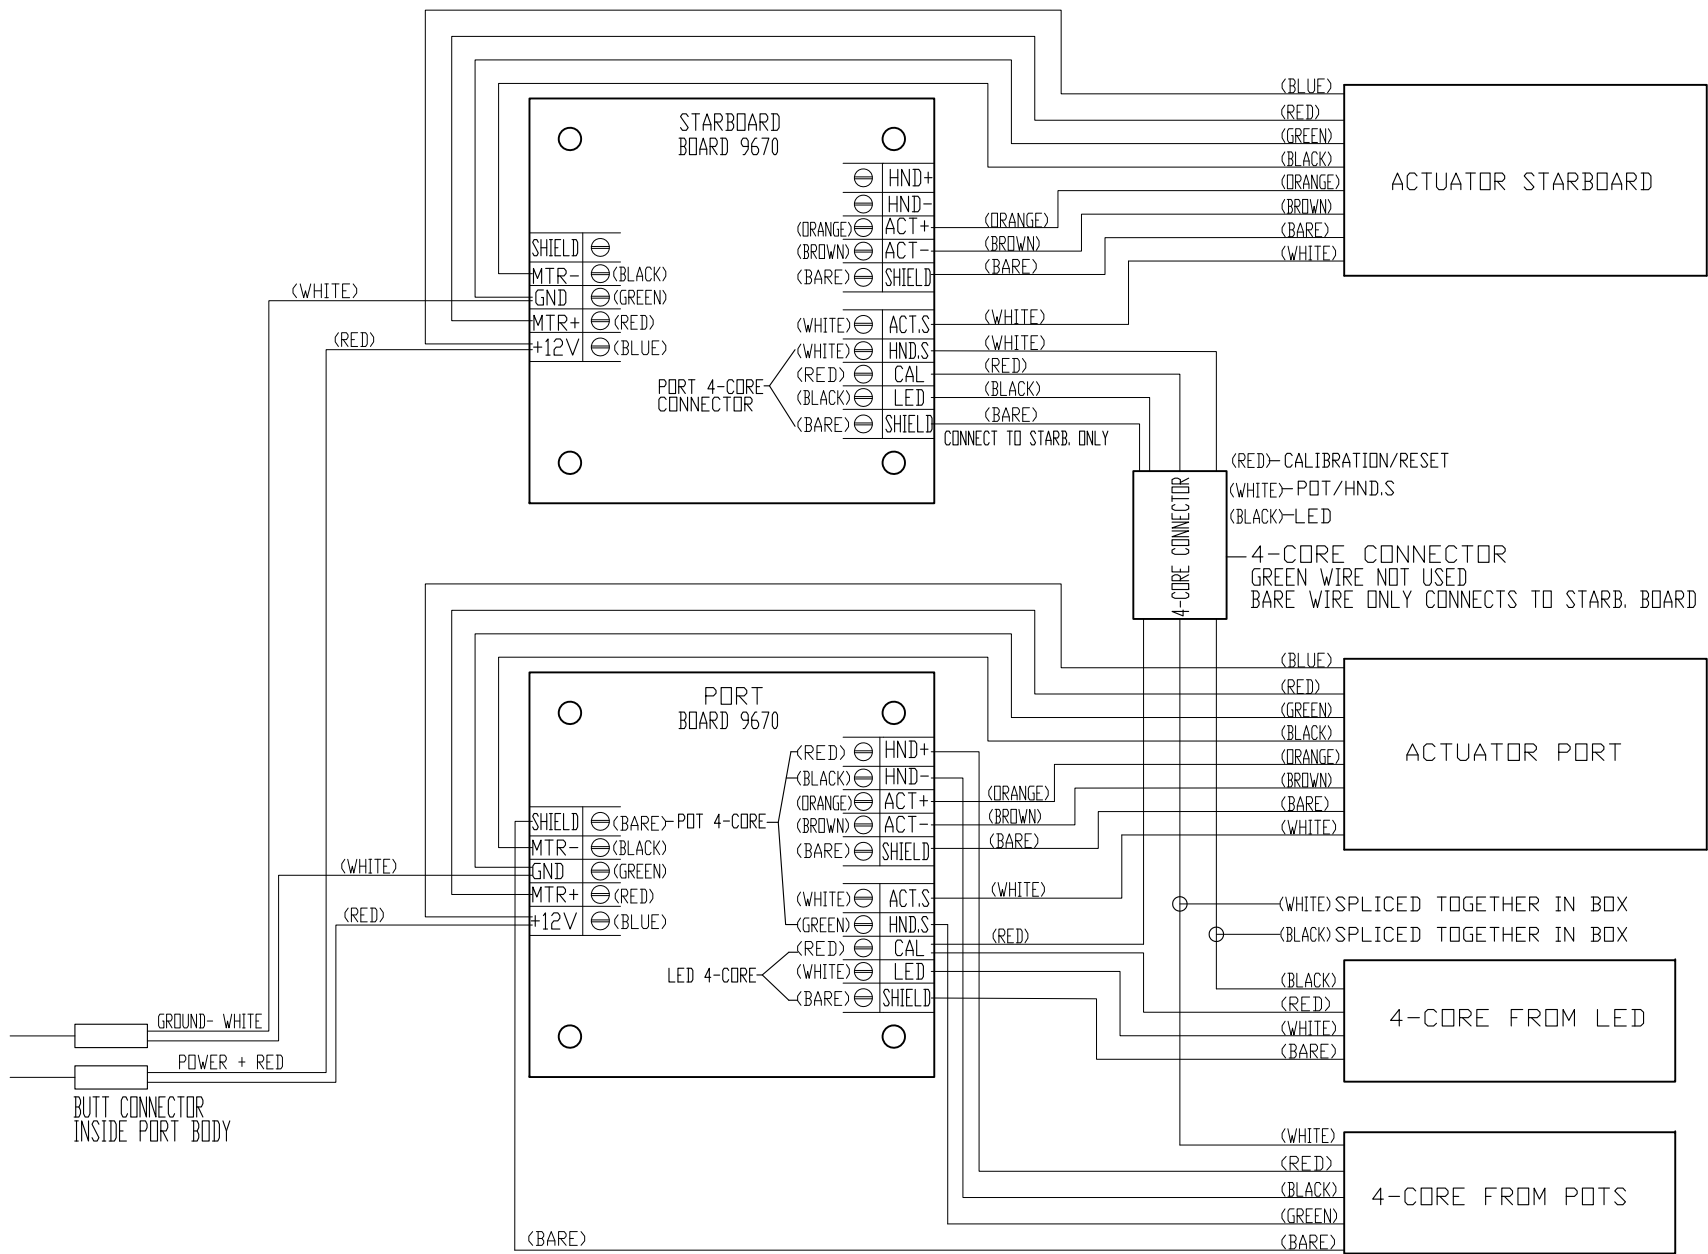 STARBOARD
BOARD 9670
HND+
HND-
(ORANGE) ACT+ (ORANGE)
(BROWN) ACT- (BROWN)
(BARE) SHIELD (BARE)
SHIELD
MTR- (BLACK)
GND (GREEN)
MTR+ (RED)
+12V (BLUE)
(WHITE)
(RED)
(WHITE) ACT.S (WHITE)
(WHITE) HND.S (WHITE)
(RED) CAL (RED)
(BLACK) LED (BLACK)
(BARE) SHIELD (BARE)
PORT 4-CORE
CONNECTOR
CONNECT TO STARB. ONLY
(BLUE)
(RED)
(GREEN)
(BLACK)
(ORANGE)
(BROWN)
(BARE)
(WHITE)
ACTUATOR STARBOARD
4-CORE CONNECTOR
(RED)-CALIBRATION/RESET
(WHITE)-POT/HND.S
(BLACK)-LED
4-CORE CONNECTOR
GREEN WIRE NOT USED
BARE WIRE ONLY CONNECTS TO STARB. BOARD
PORT
BOARD 9670
(RED) HND+
(BLACK) HND-
(ORANGE) ACT+ (ORANGE)
(BROWN) ACT- (BROWN)
(BARE) SHIELD (BARE)
SHIELD (BARE)-POT 4-CORE
MTR- (BLACK)
GND (GREEN)
MTR+ (RED)
+12V (BLUE)
(WHITE)
(RED)
(WHITE) ACT.S (WHITE)
(GREEN) HND.S
(RED) CAL (RED)
(WHITE) LED
(BARE) SHIELD
LED 4-CORE
(BLUE)
(RED)
(GREEN)
(BLACK)
(ORANGE)
(BROWN)
(BARE)
(WHITE)
ACTUATOR PORT
(WHITE) SPLICED TOGETHER IN BOX
(BLACK) SPLICED TOGETHER IN BOX
(BLACK)
(RED)
(WHITE)
(BARE)
4-CORE FROM LED
GROUND- WHITE
POWER + RED
BUTT CONNECTOR
INSIDE PORT BODY
(WHITE)
(RED)
(BLACK)
(GREEN)
(BARE)
4-CORE FROM POTS
(BARE)